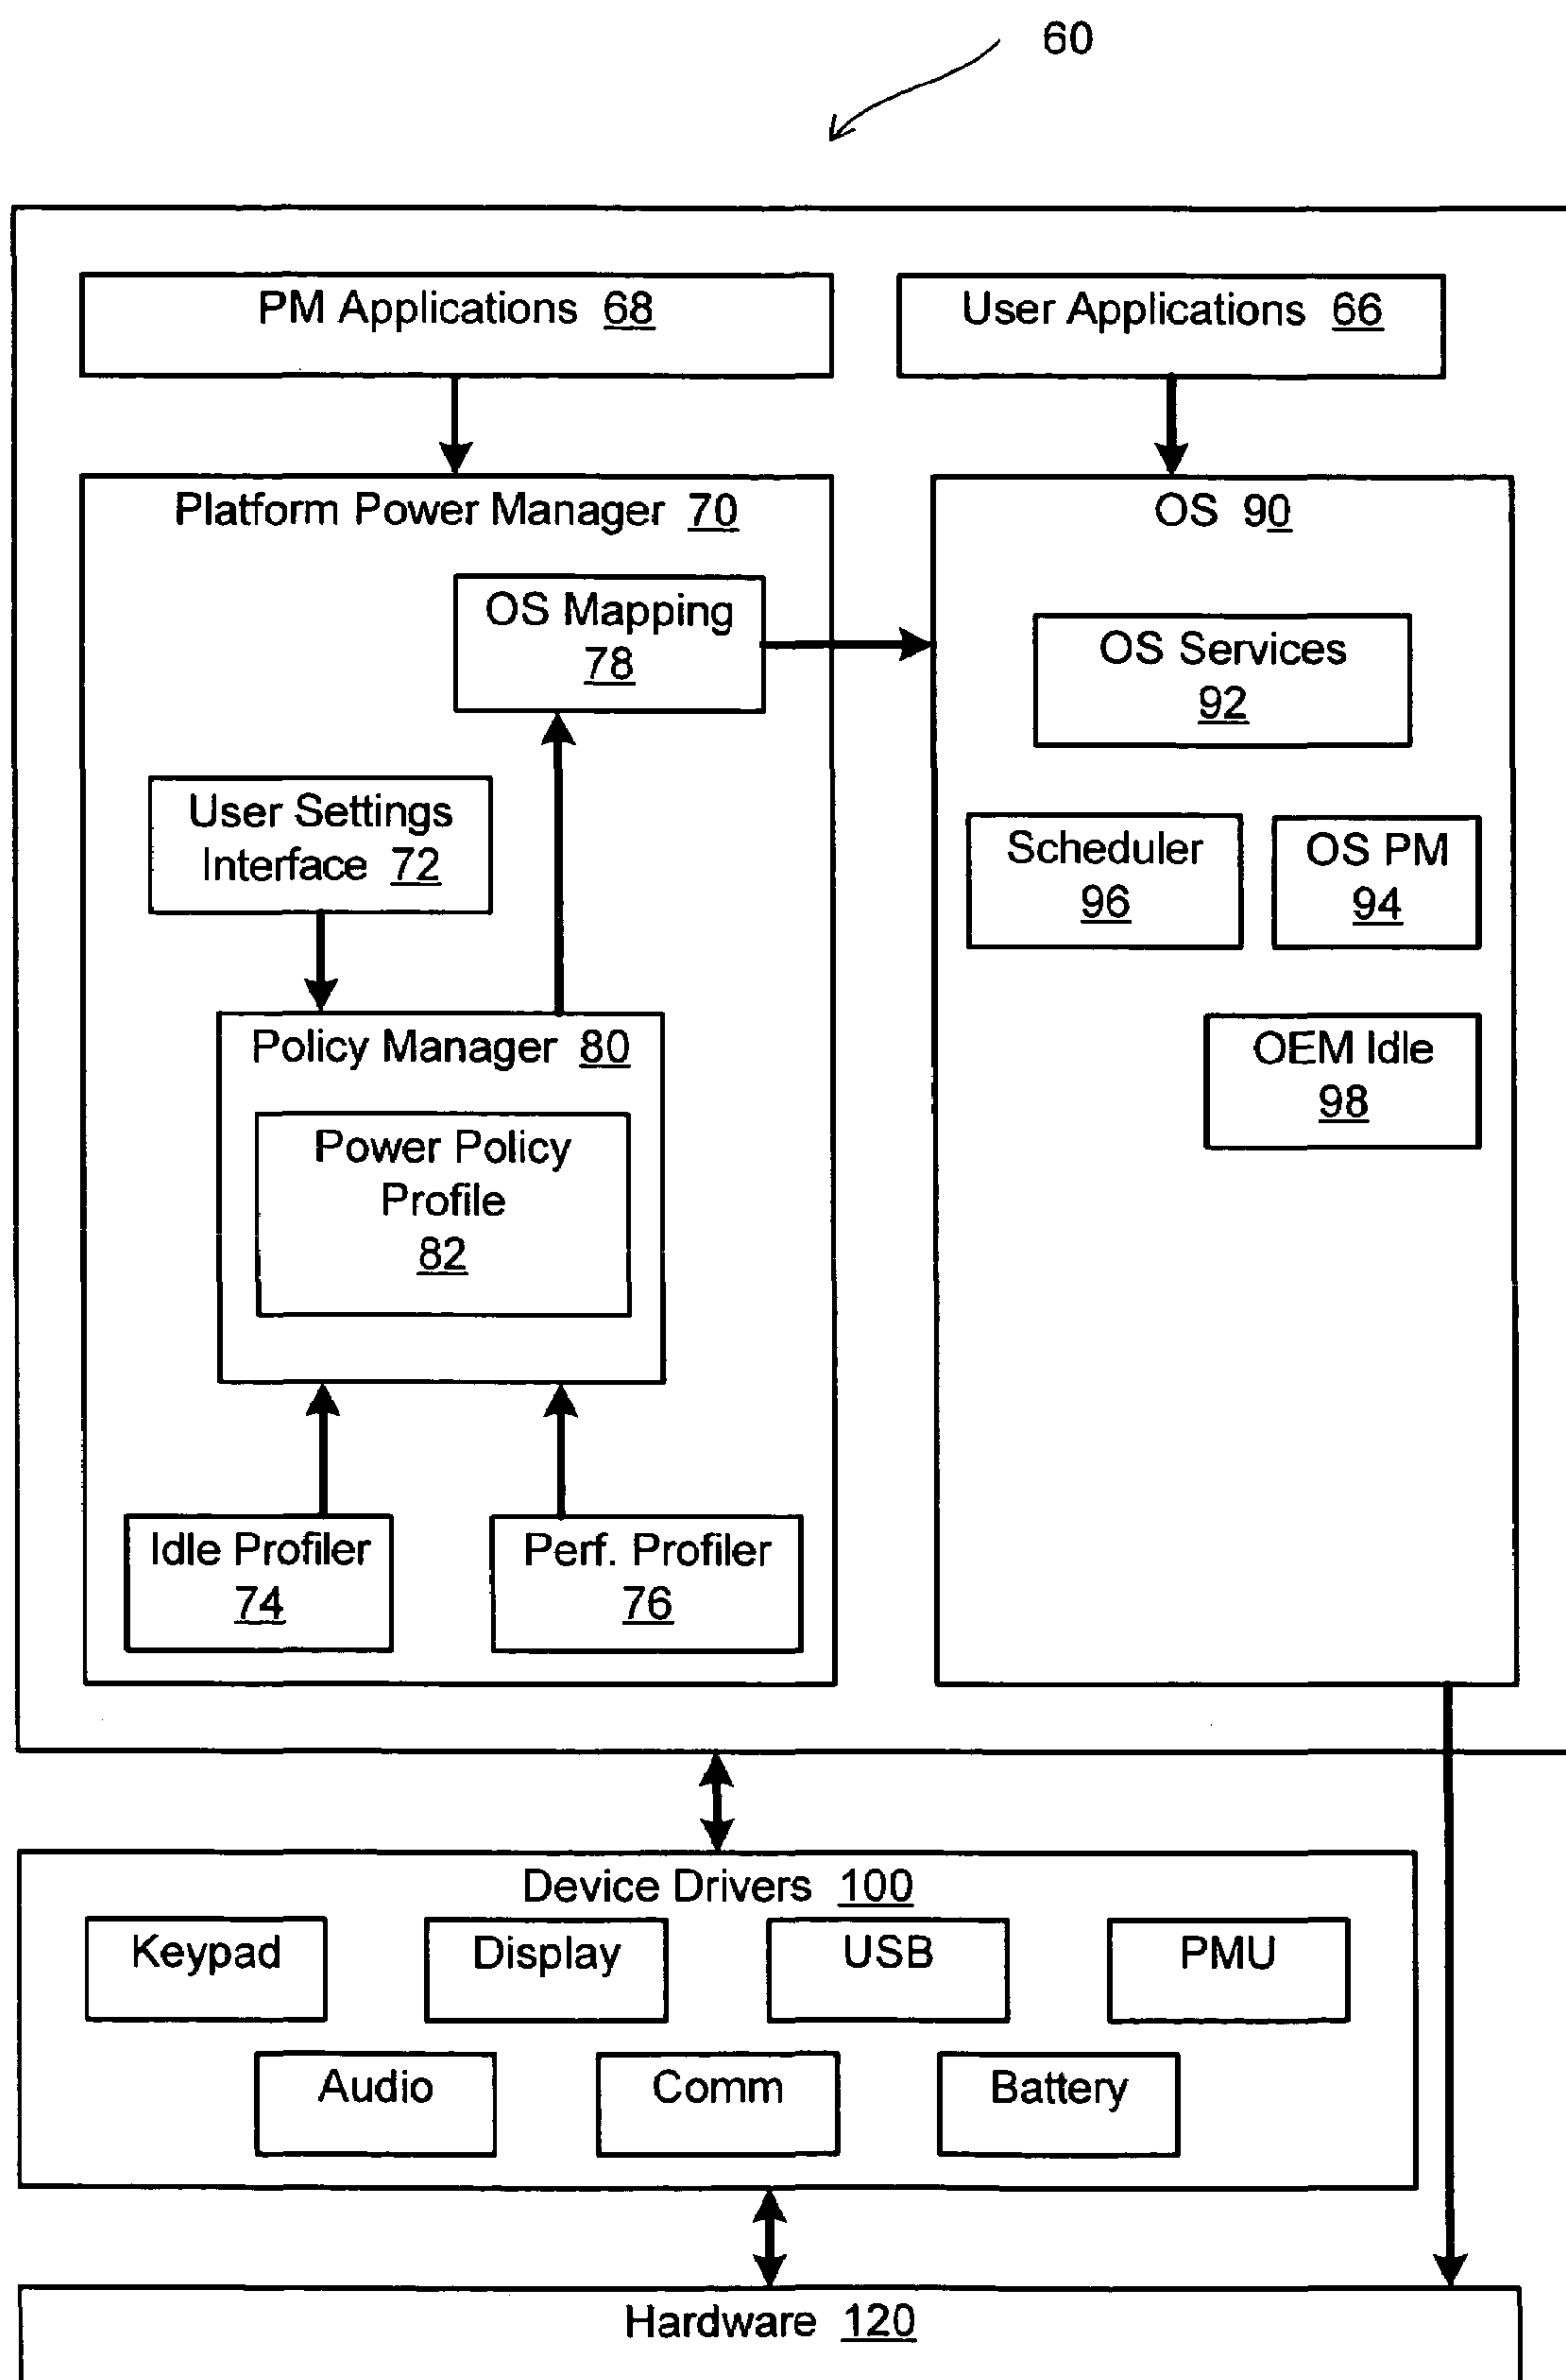 60
PM Applications 68
User Applications 66
Platform Power Manager 70
OS Mapping
78
User Settings
Interface 72
Policy Manager 80
Power Policy
Profile
82
Idle Profiler
74
Perf. Profiler
76
OS 90
OS Services
92
Scheduler
96
OS PM
94
OEM Idle
98
Device Drivers 100
Keypad
Display
USB
PMU
Audio
Comm
Battery
Hardware 120